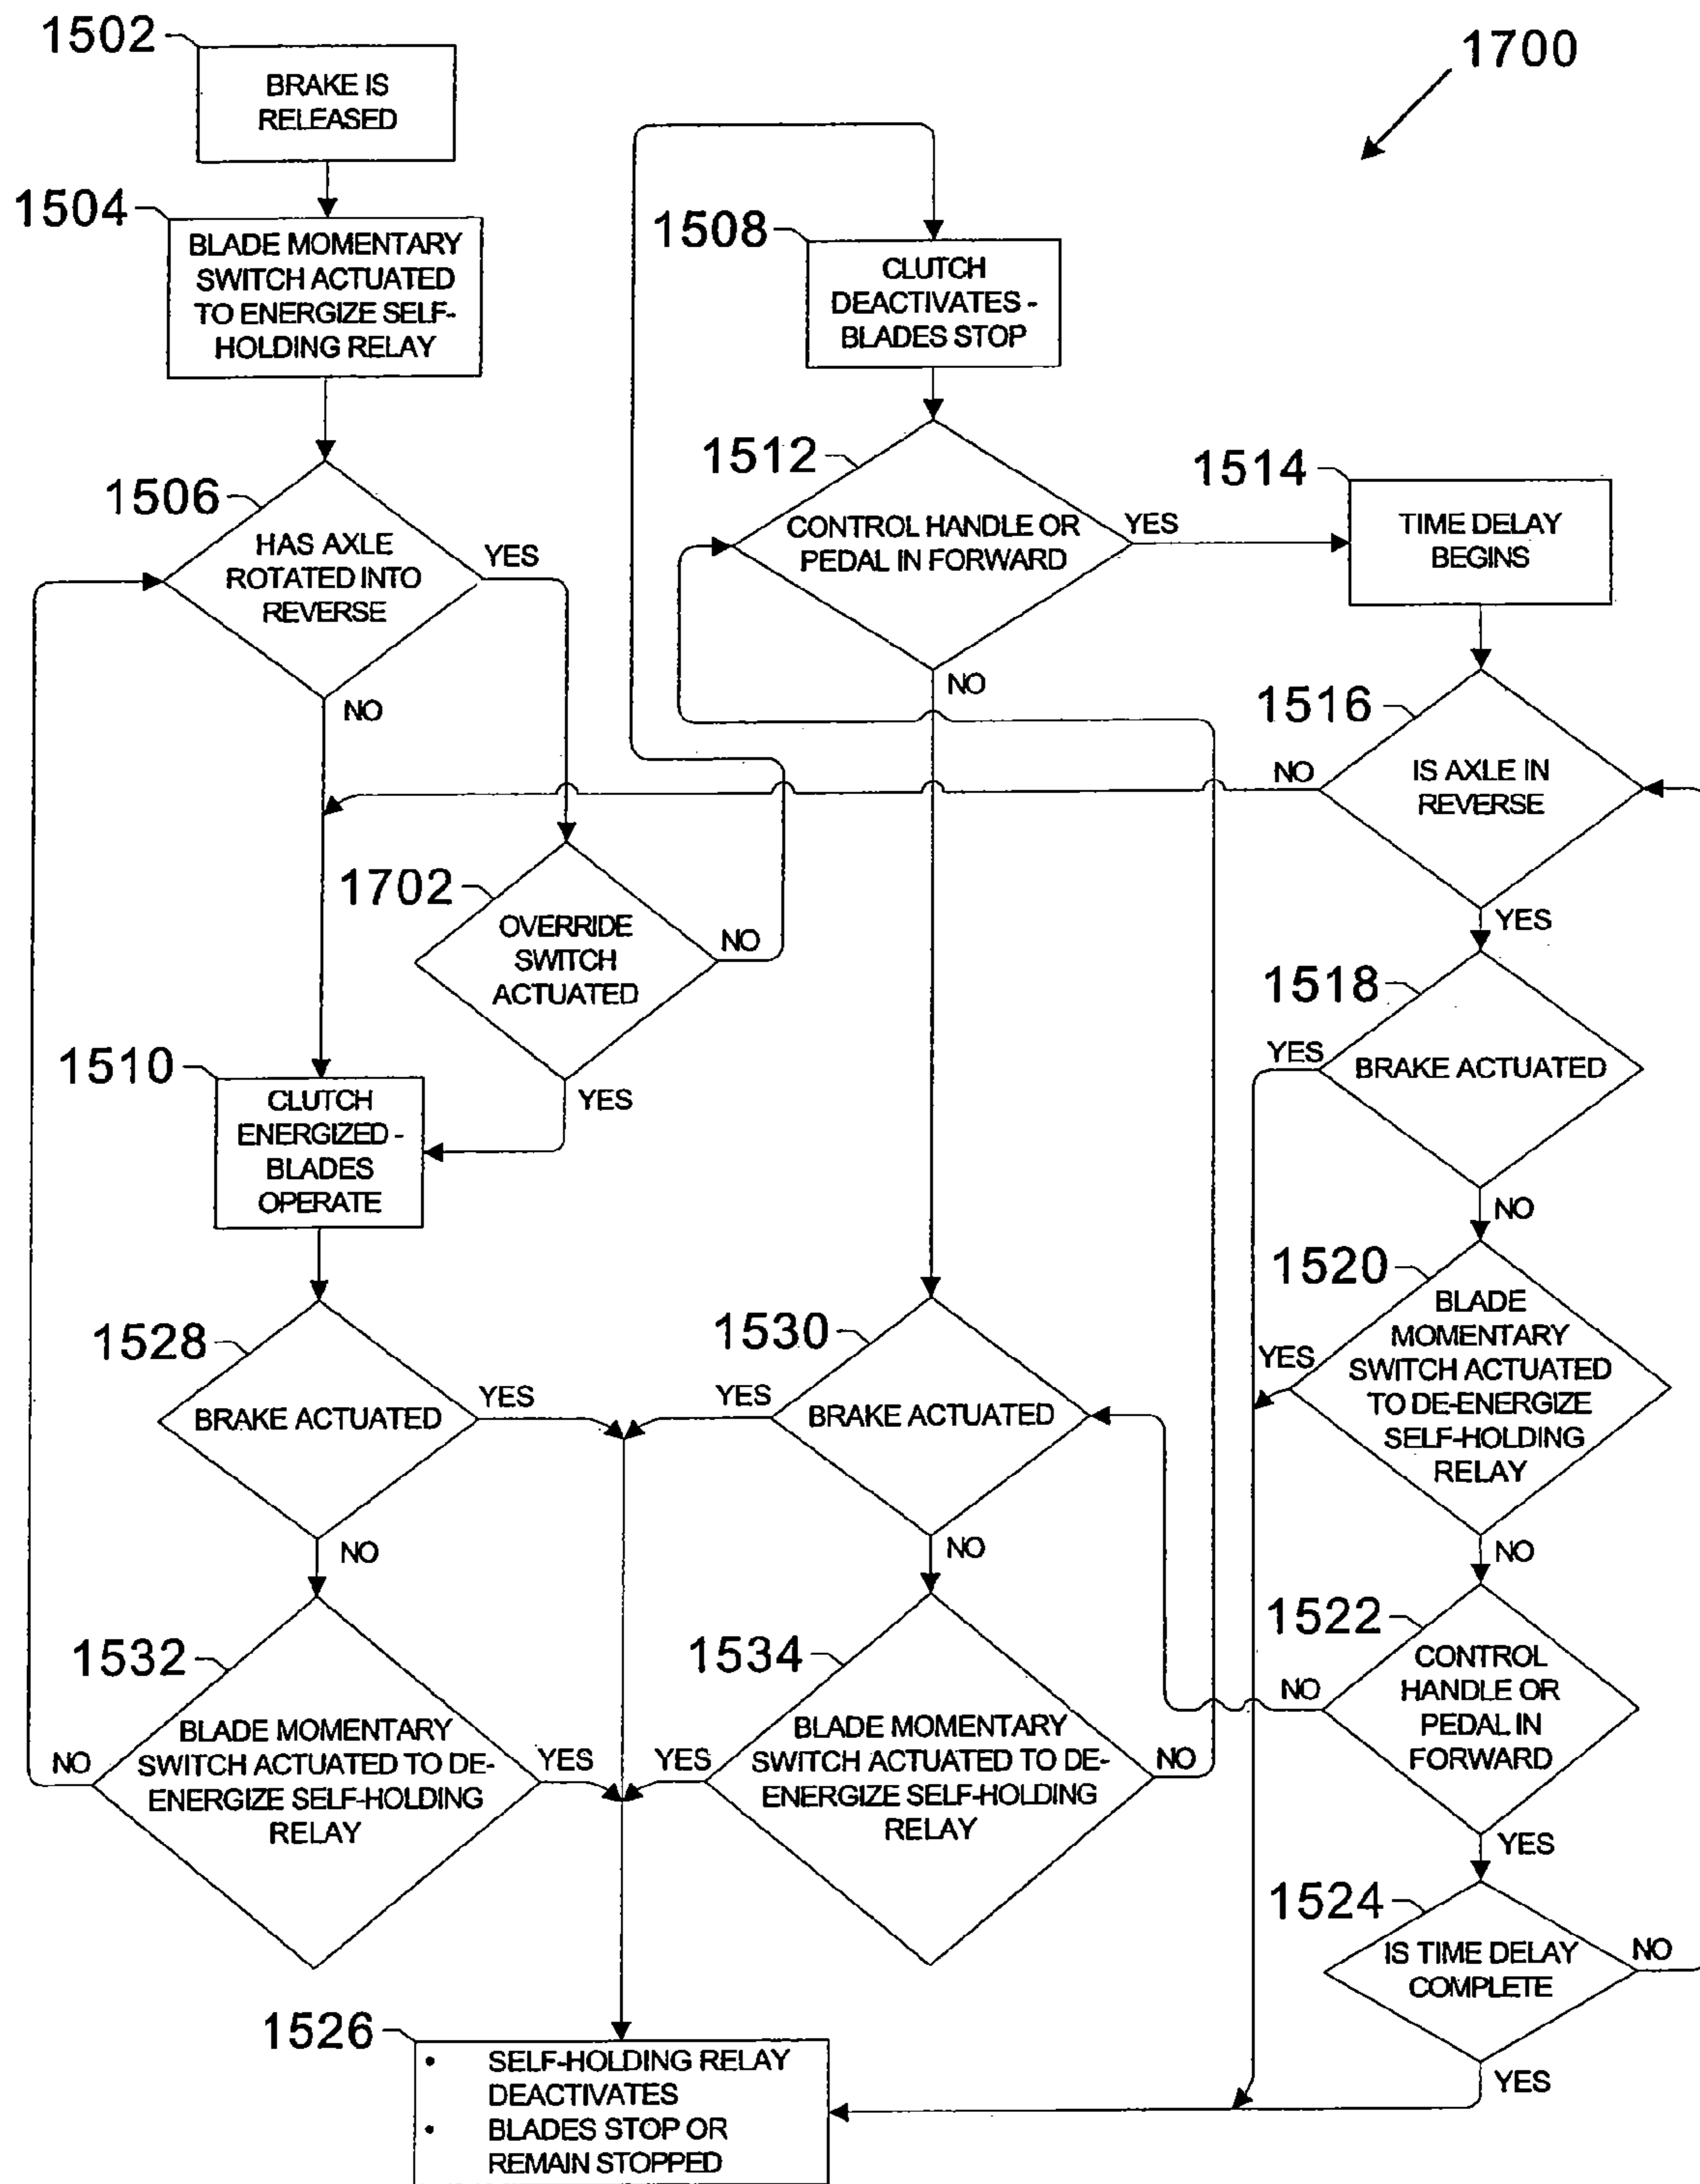 1502
BRAKE IS
RELEASED
1700
1504
BLADE MOMENTARY
SWITCH ACTUATED
TO ENERGIZE SELF-
HOLDING RELAY
1508
CLUTCH
DEACTIVATES -
BLADES STOP
1506
HAS AXLE
ROTATED INTO
REVERSE
YES
NO
1512
CONTROL HANDLE OR
PEDAL IN FORWARD
YES
NO
1514
TIME DELAY
BEGINS
1516
IS AXLE IN
REVERSE
NO
YES
1702
OVERRIDE
SWITCH
ACTUATED
NO
YES
1518
BRAKE ACTUATED
YES
NO
1510
CLUTCH
ENERGIZED -
BLADES
OPERATE
1520
BLADE
MOMENTARY
SWITCH ACTUATED
TO DE-ENERGIZE
SELF-HOLDING
RELAY
YES
NO
1528
BRAKE ACTUATED
YES
NO
1530
BRAKE ACTUATED
YES
NO
1522
CONTROL
HANDLE OR
PEDAL IN
FORWARD
NO
YES
1532
BLADE MOMENTARY
SWITCH ACTUATED TO DE-
ENERGIZE SELF-HOLDING
RELAY
NO
YES
1534
BLADE MOMENTARY
SWITCH ACTUATED TO DE-
ENERGIZE SELF-HOLDING
RELAY
YES
NO
1524
IS TIME DELAY
COMPLETE
NO
YES
1526
• SELF-HOLDING RELAY
DEACTIVATES
• BLADES STOP OR
REMAIN STOPPED